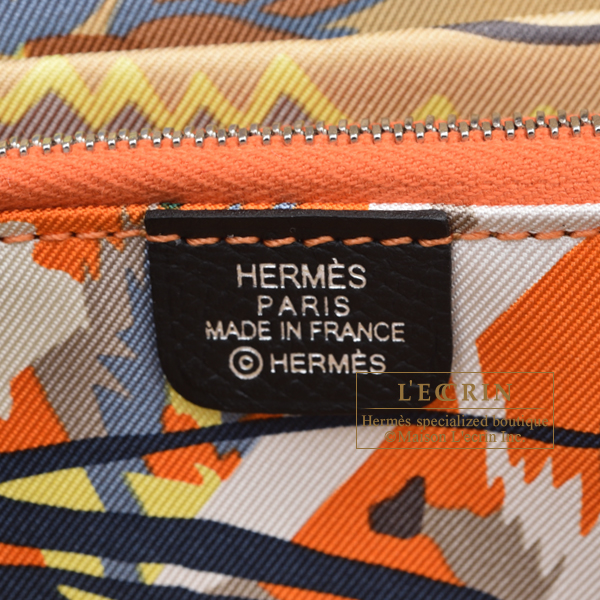 HERMÈS
PARIS
MADE IN FRANCE
© HERMÈS
L'ECRIN
Hermès specialized boutique